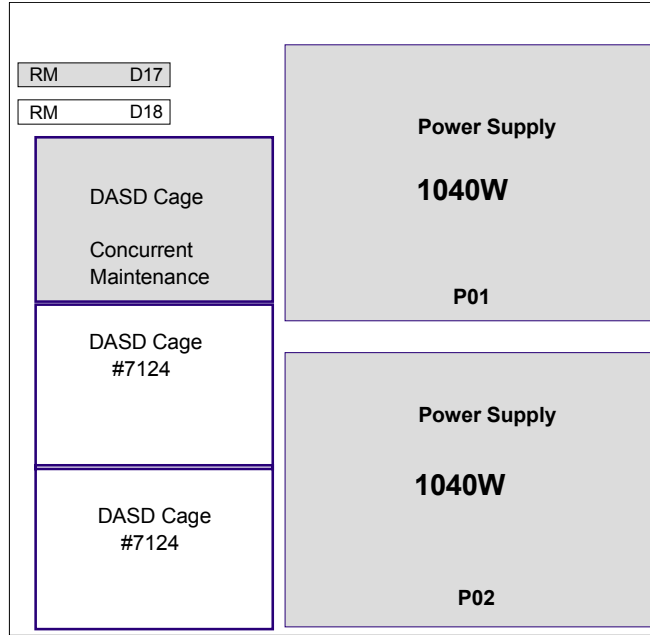 RM D17
RM D18
DASD Cage
Concurrent
Maintenance
DASD Cage
#7124
DASD Cage
#7124
Power Supply
1040W
P01
Power Supply
1040W
P02